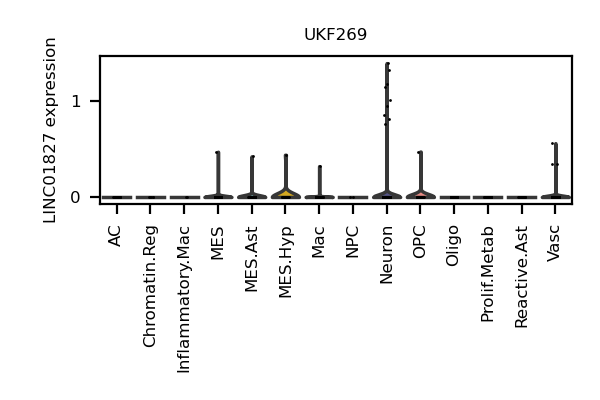 UKF269
LINC01827 expression
1
0
AC
Chromatin.Reg
Inflammatory.Mac
MES
MES.Ast
MES.Hyp
Mac
NPC
Neuron
OPC
Oligo
Prolif.Metab
Reactive.Ast
Vasc